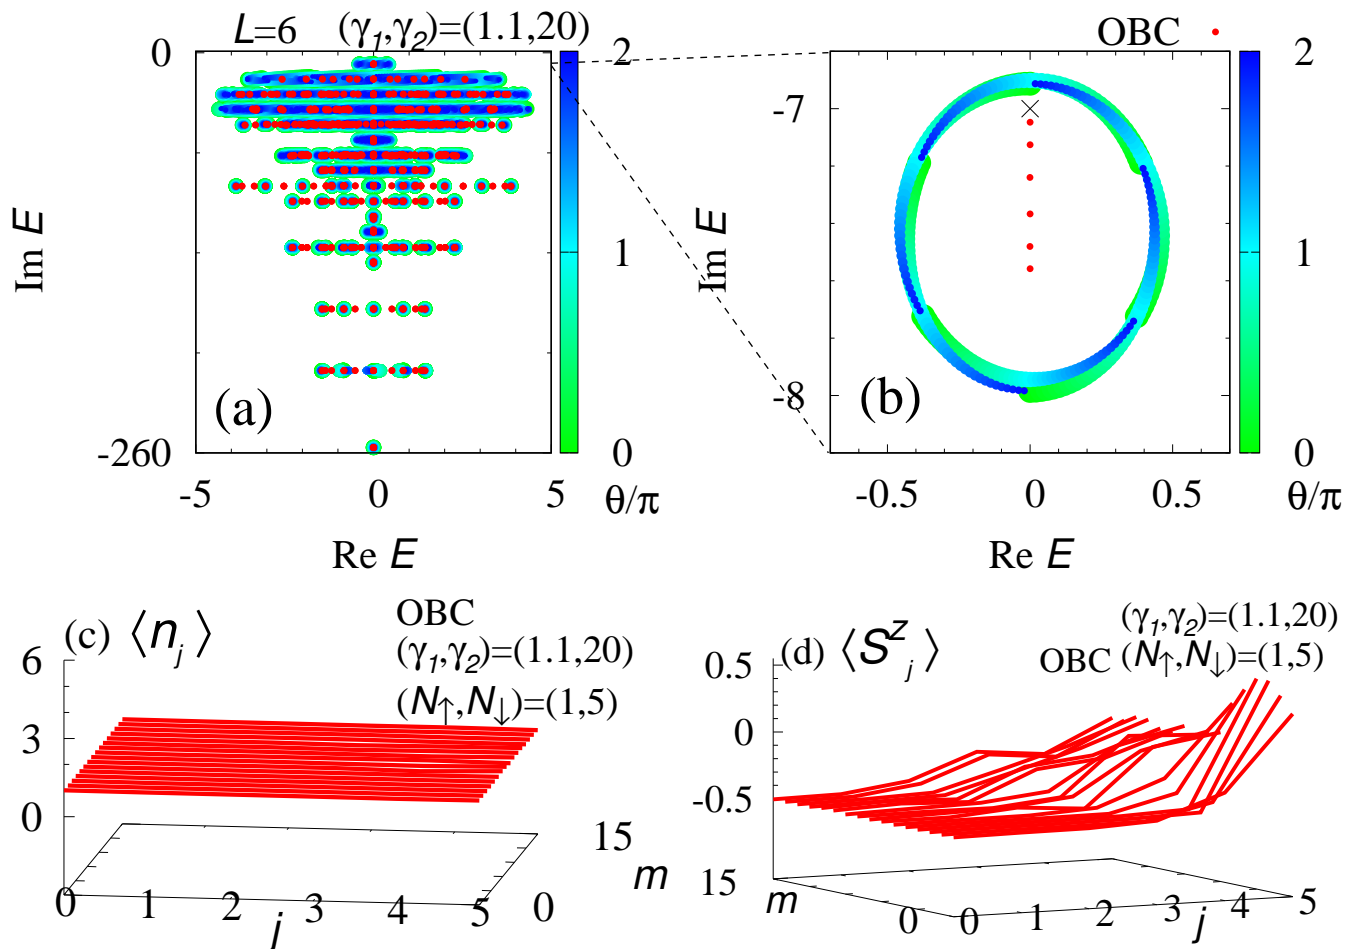 L=6 (γ1,γ2)=(1.1,20)
0
-260
Im E
-5 0 5
Re E
2
1
0
θ/π
(a)
OBC
-7
-8
Im E
-0.5 0 0.5
Re E
2
1
0
θ/π
(b)
(c) ⟨nj⟩
OBC
(γ1,γ2)=(1.1,20)
(N↑,N↓)=(1,5)
6
3
0
0 1 2 3 4 5
j
15
0
m
(d) ⟨Szj⟩
(γ1,γ2)=(1.1,20)
OBC (N↑,N↓)=(1,5)
0.5
0
-0.5
15
0
m
0 1 2 3 4 5
j